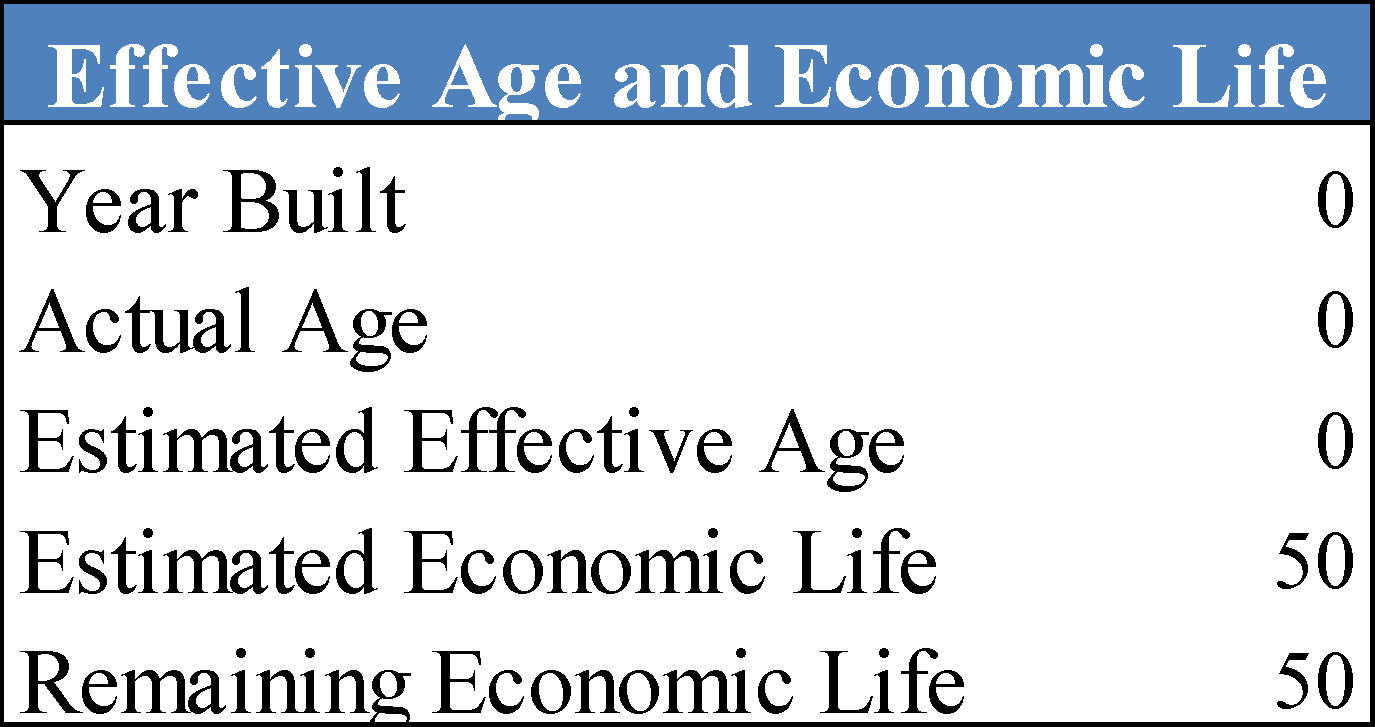 Effective Age and Economic Life
Year Built 0
Actual Age 0
Estimated Effective Age 0
Estimated Economic Life 50
Remaining Economic Life 50